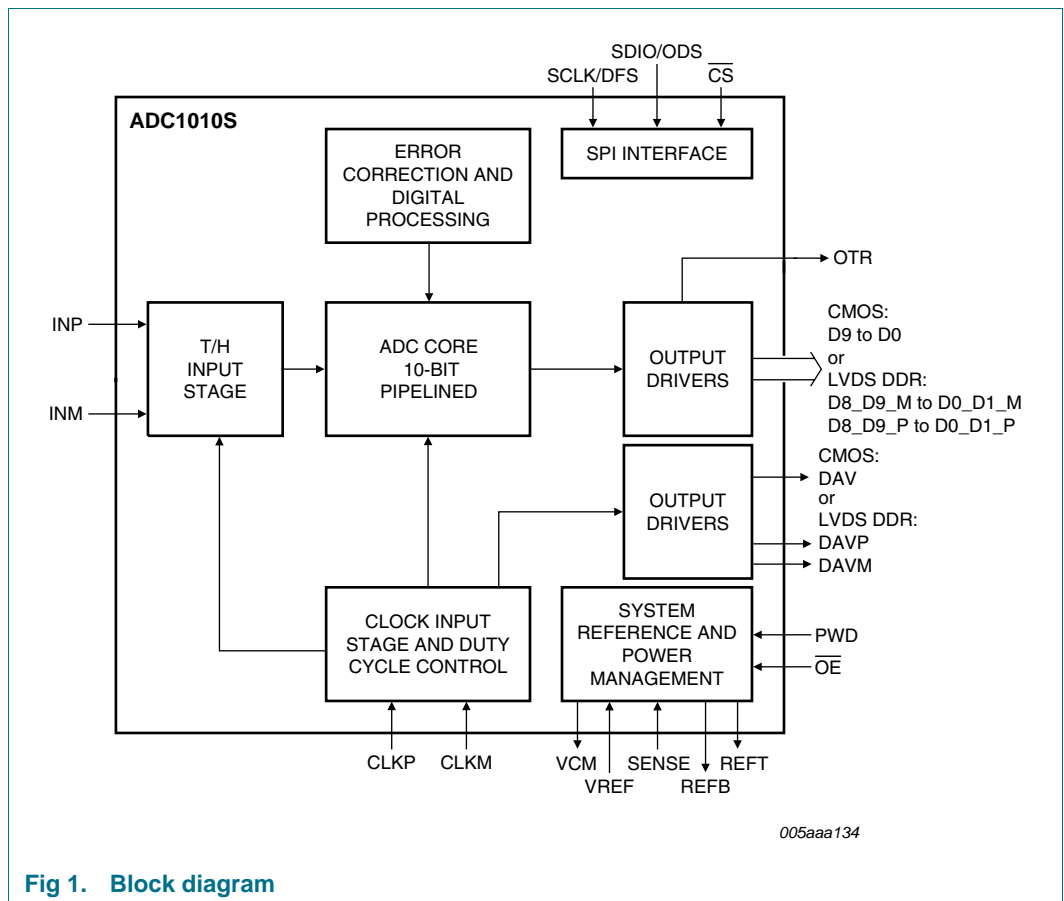 SDIO/ODS
SCLK/DFS
CS
ADC1010S
ERROR
CORRECTION AND
DIGITAL
PROCESSING
SPI INTERFACE
OTR
INP
INM
T/H
INPUT
STAGE
ADC CORE
10-BIT
PIPELINED
OUTPUT
DRIVERS
CMOS:
D9 to D0
or
LVDS DDR:
D8_D9_M to D0_D1_M
D8_D9_P to D0_D1_P
OUTPUT
DRIVERS
CMOS:
DAV
or
LVDS DDR:
DAVP
DAVM
CLOCK INPUT
STAGE AND DUTY
CYCLE CONTROL
SYSTEM
REFERENCE AND
POWER
MANAGEMENT
PWD
OE
CLKP
CLKM
VCM
VREF
SENSE
REFB
REFT
005aaa134
Fig 1. Block diagram